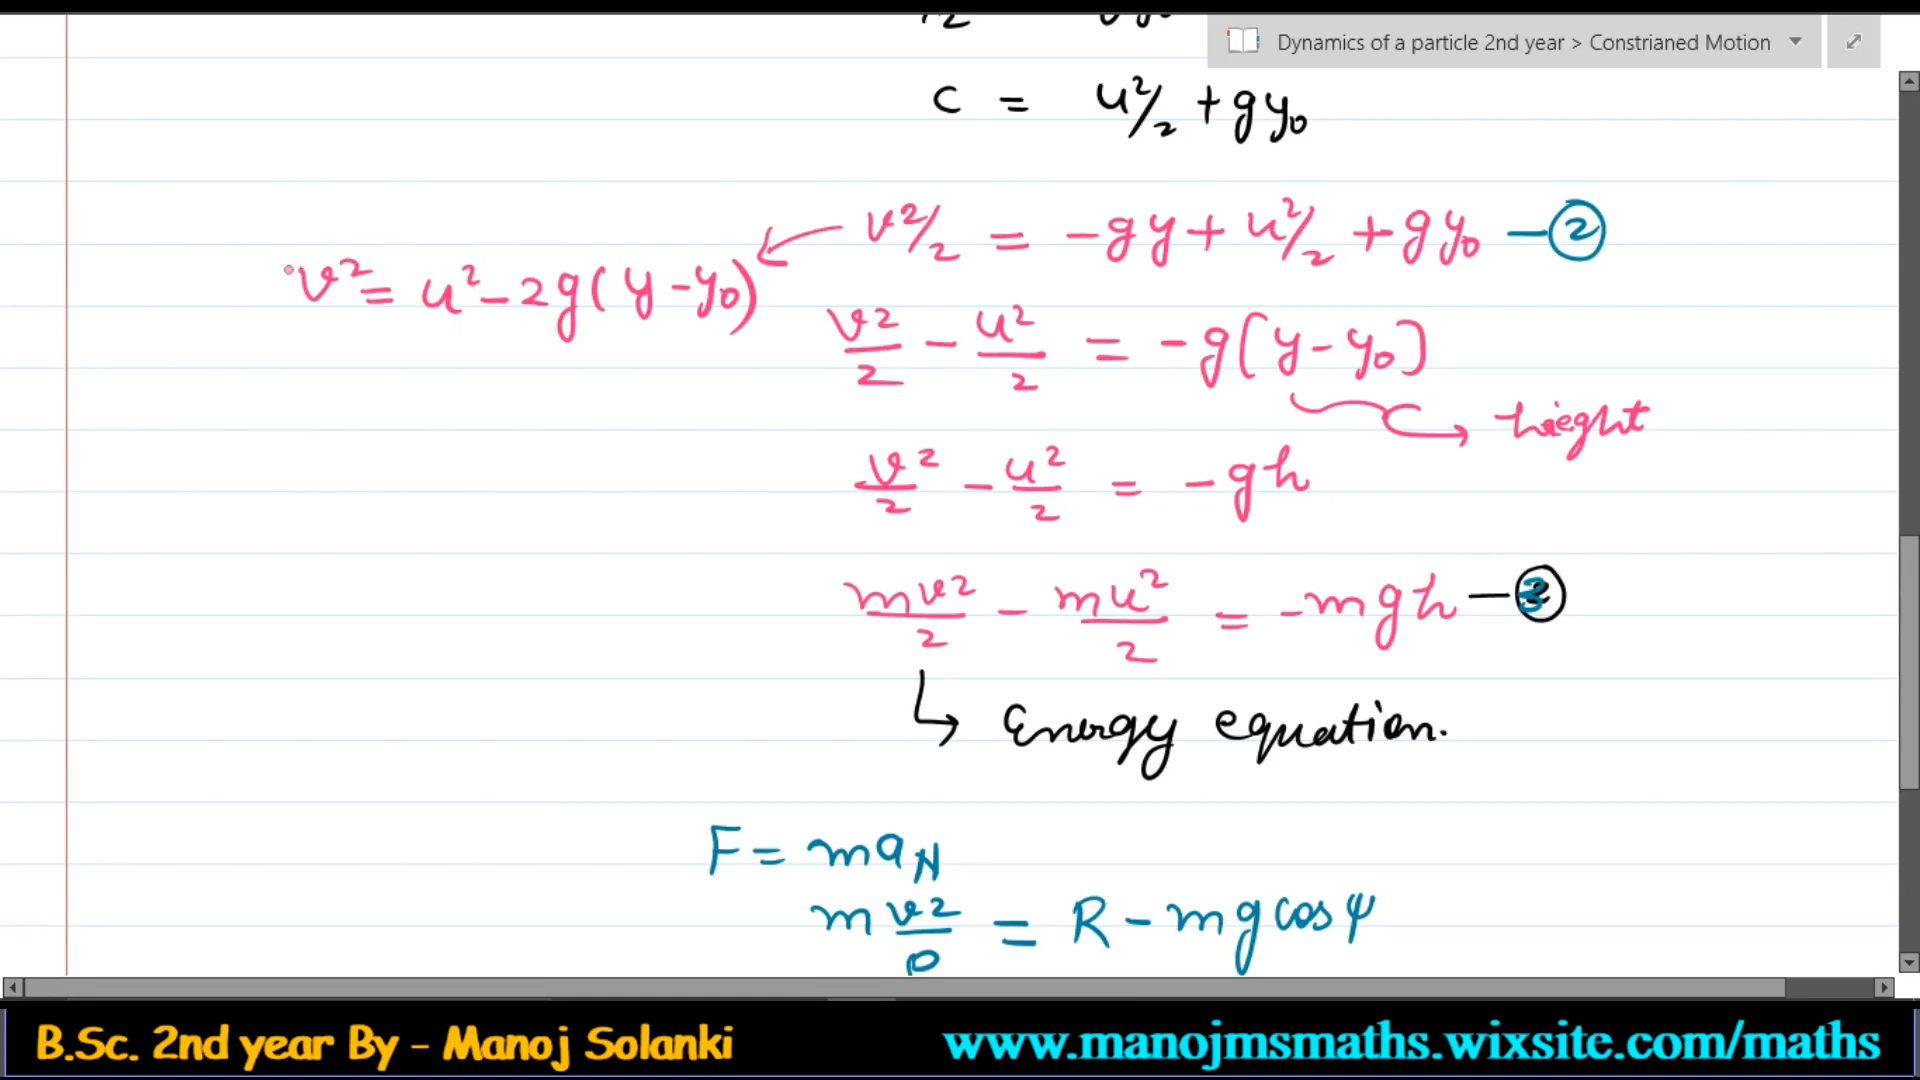 Dynamics of a particle 2nd year > Constrianed Motion
c = u²/2 + gy₀
v²/2 = -gy + u²/2 + gy₀ - ②
v² = u² - 2g(y - y₀)
v²/2 - u²/2 = -g(y - y₀)
hieght
v²/2 - u²/2 = -gh
mv²/2 - mu²/2 = -mgh - ③
Energy equation.
F = ma_N
m v²/ρ = R - mg cos ψ
B.Sc. 2nd year By - Manoj Solanki
www.manojmsmaths.wixsite.com/maths